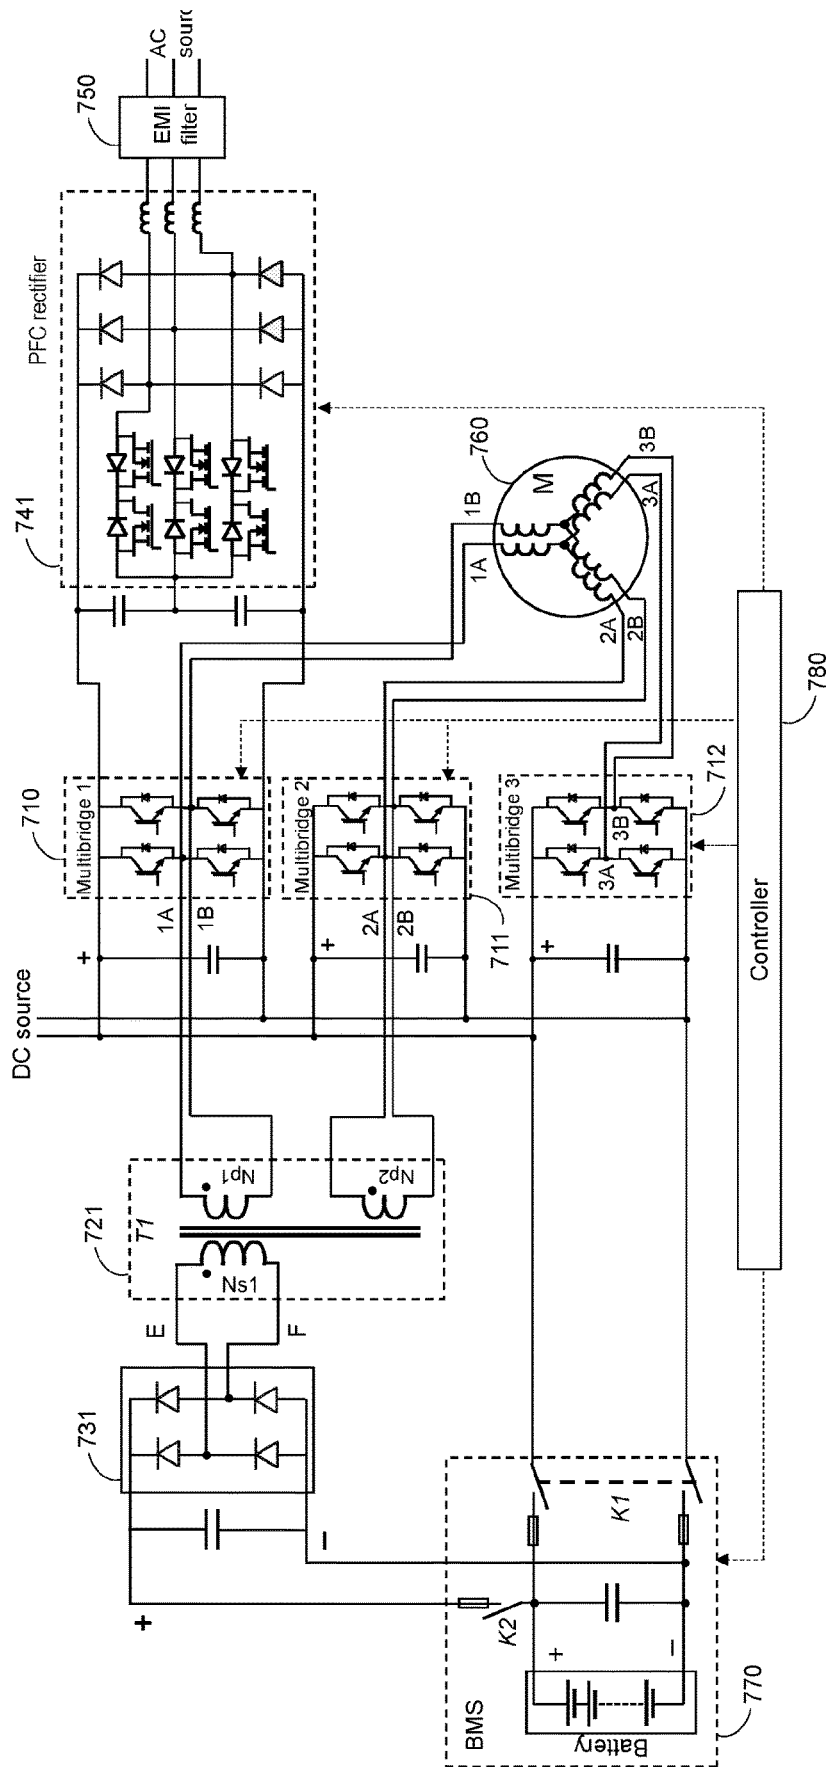 AC
sourc
750
EMI
filter
PFC rectifier
741
760
M
1B
1A
2A
2B
3A
3B
710
Multibridge 1
1A
1B
Multibridge 2
2A
2B
711
Multibridge 3
3A
3B
712
780
Controller
+
+
+
DC source
721
T1
Np1
Np2
Ns1
E
F
731
+
−
K1
K2
BMS
+
−
Battery
770